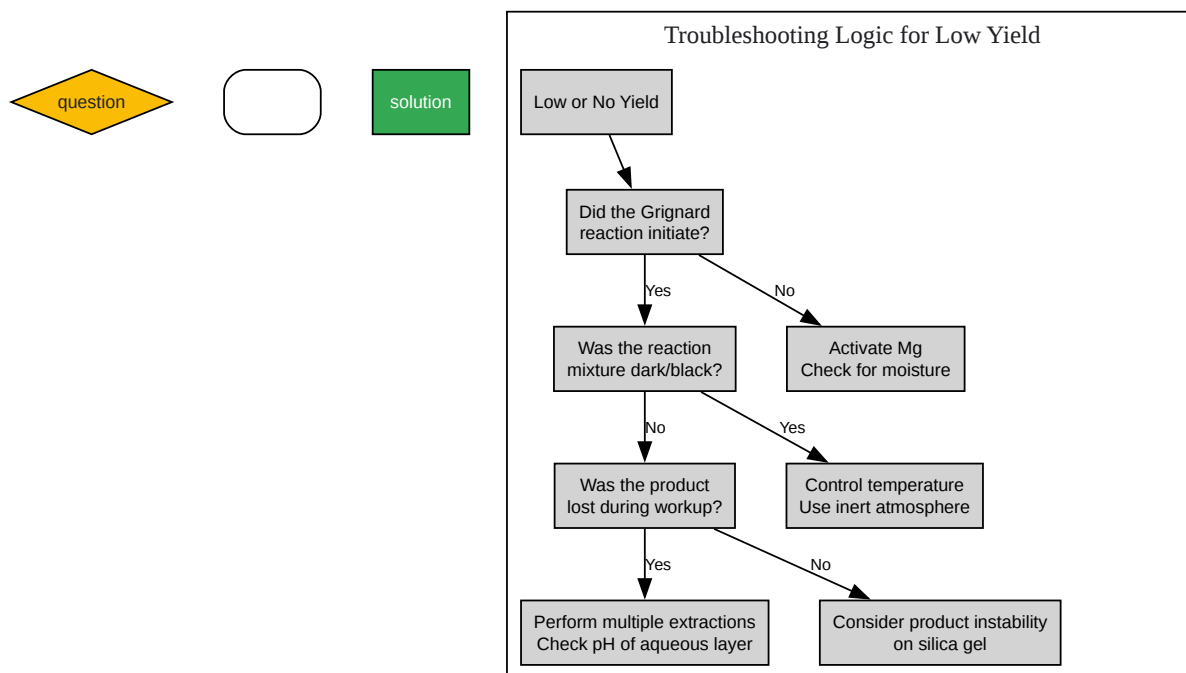 Troubleshooting Logic for Low Yield
question
solution
Low or No Yield
Did the Grignard
reaction initiate?
Yes
No
Was the reaction
mixture dark/black?
Activate Mg
Check for moisture
No
Yes
Was the product
lost during workup?
Control temperature
Use inert atmosphere
Yes
No
Perform multiple extractions
Check pH of aqueous layer
Consider product instability
on silica gel